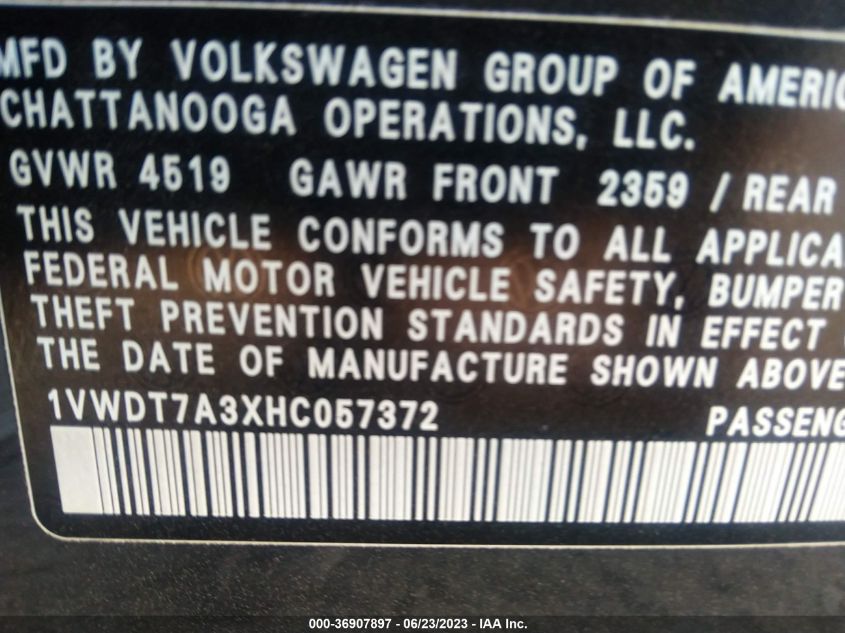 MFD BY VOLKSWAGEN GROUP OF AMERIC
CHATTANOOGA OPERATIONS, LLC.
GVWR 4519 GAWR FRONT 2359 / REAR
THIS VEHICLE CONFORMS TO ALL APPLICA
FEDERAL MOTOR VEHICLE SAFETY, BUMPER
THEFT PREVENTION STANDARDS IN EFFECT
THE DATE OF MANUFACTURE SHOWN ABOVE
1VWDT7A3XHC057372 PASSENG
000-36907897 - 06/23/2023 - IAA Inc.